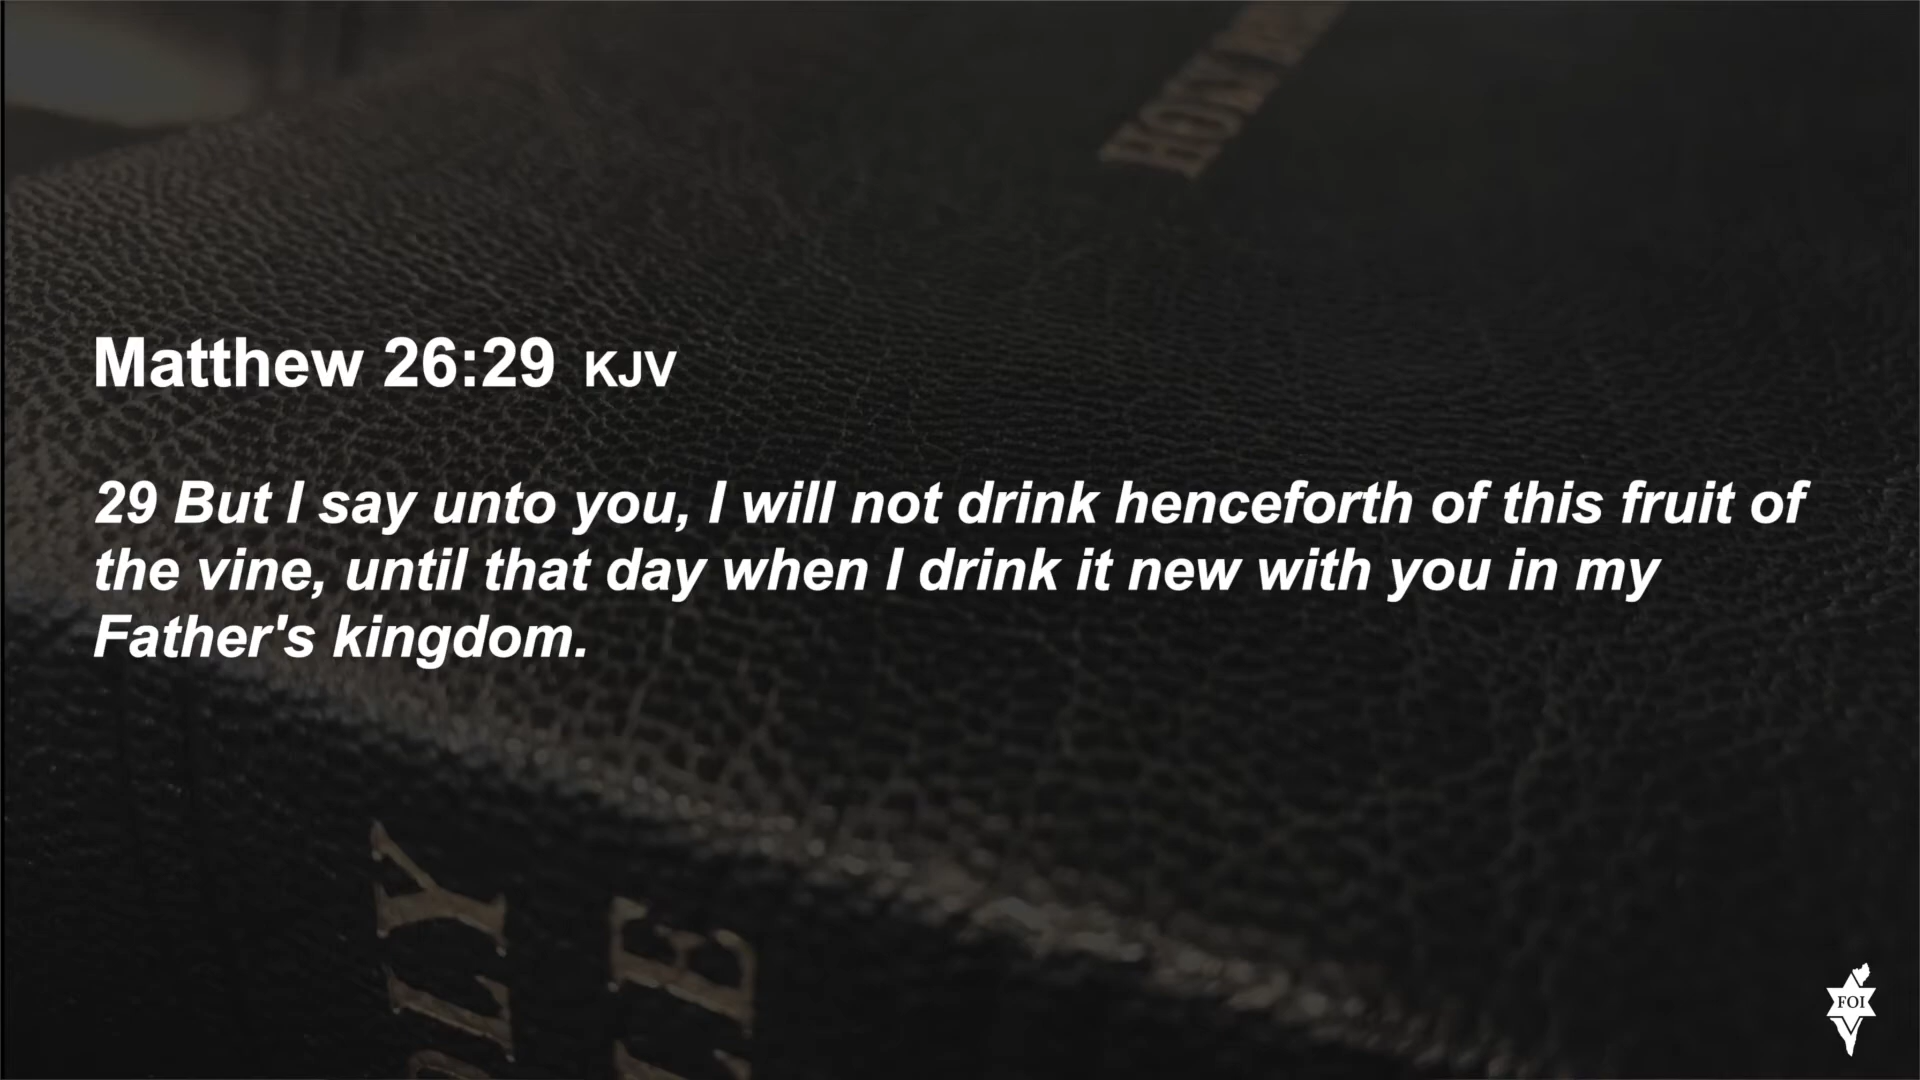 HOLY
Matthew 26:29 KJV
29 But I say unto you, I will not drink henceforth of this fruit of
the vine, until that day when I drink it new with you in my
Father's kingdom.
FOI